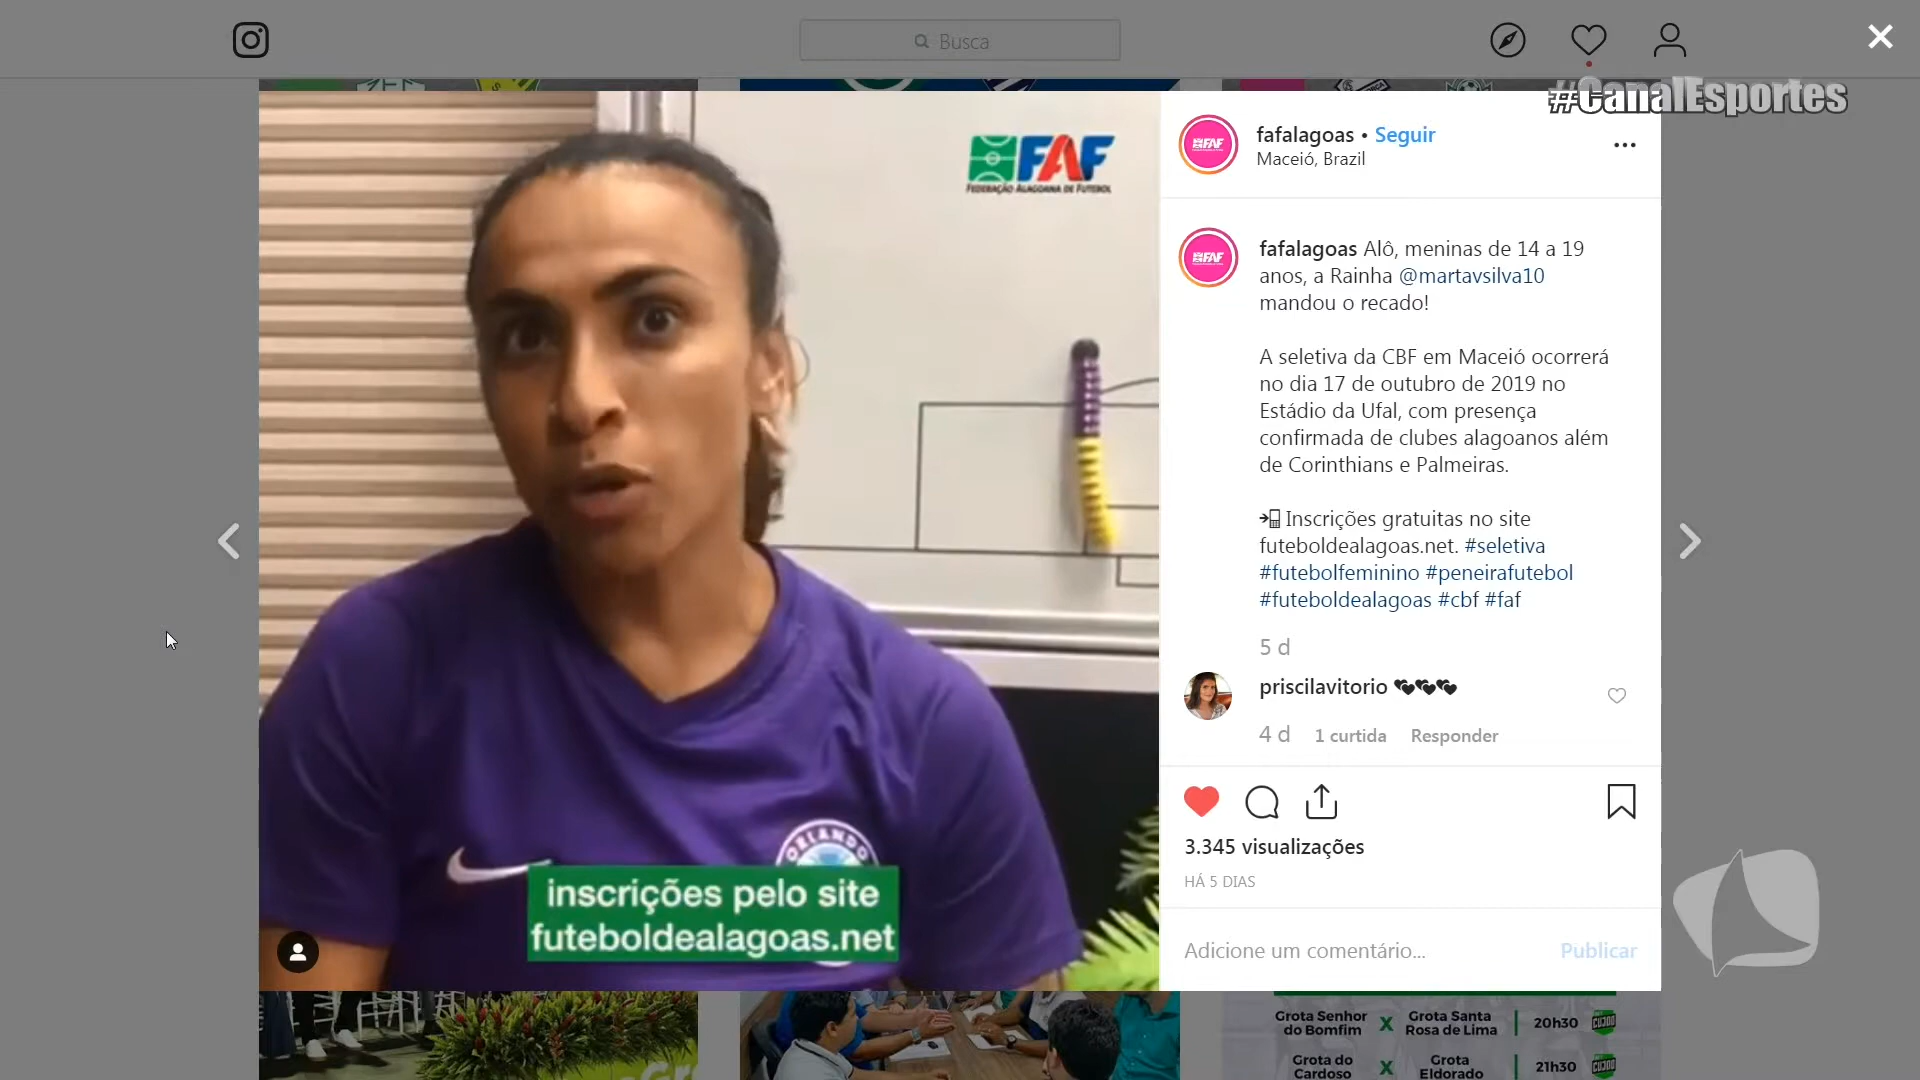 Busca
#CanalEsportes
FAF
FEDERAÇÃO ALAGOANA DE FUTEBOL
fafalagoas • Seguir
Maceió, Brazil
fafalagoas Alô, meninas de 14 a 19
anos, a Rainha @martavsilva10
mandou o recado!
A seletiva da CBF em Maceió ocorrerá
no dia 17 de outubro de 2019 no
Estádio da Ufal, com presença
confirmada de clubes alagoanos além
de Corinthians e Palmeiras.
Inscrições gratuitas no site
futeboldealagoas.net. #seletiva
#futebolfeminino #peneirafutebol
#futeboldealagoas #cbf #faf
5 d
priscilavitorio
4 d 1 curtida Responder
3.345 visualizações
HÁ 5 DIAS
Adicione um comentário... Publicar
ORLANDO
inscrições pelo site
futeboldealagoas.net
Grota Senhor do Bomfim X Grota Santa Rosa de Lima 20h30
Grota do Cardoso X Grota Eldorado 21h30